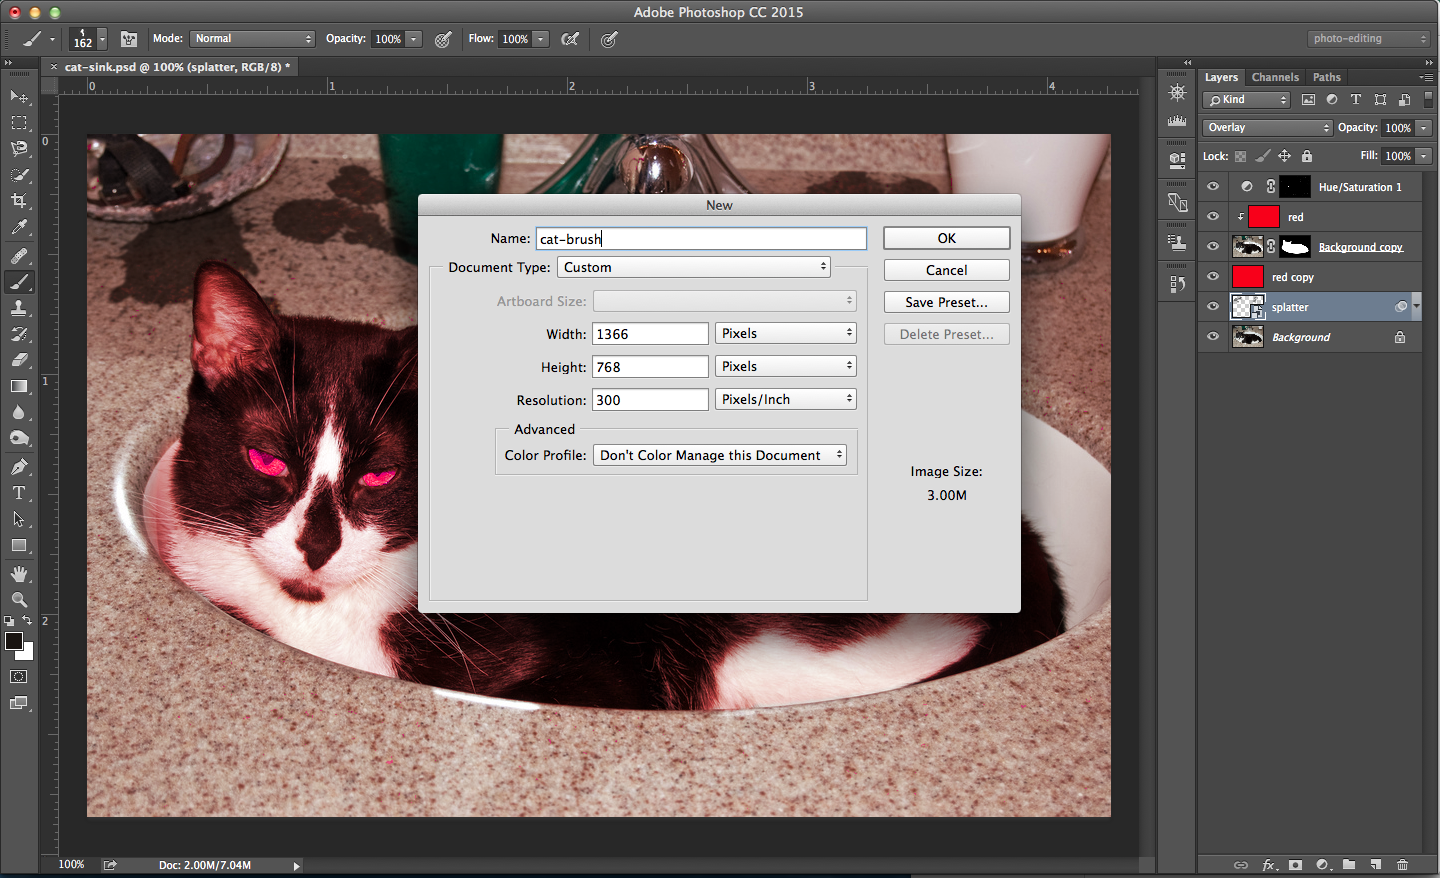 Adobe Photoshop CC 2015
162 Mode: Normal Opacity: 100% Flow: 100% photo-editing
× cat-sink.psd @ 100% (splatter, RGB/8) *
0 1 2 3 4
0
1
2
New
Name: cat-brush
Document Type: Custom
Artboard Size:
Width: 1366 Pixels
Height: 768 Pixels
Resolution: 300 Pixels/Inch
Advanced
Color Profile: Don't Color Manage this Document
OK
Cancel
Save Preset...
Delete Preset...
Image Size:
3.00M
Layers Channels Paths
Kind
Overlay Opacity: 100%
Lock: Fill: 100%
Hue/Saturation 1
red
Background copy
red copy
splatter
Background
100% Doc: 2.00M/7.04M
fx